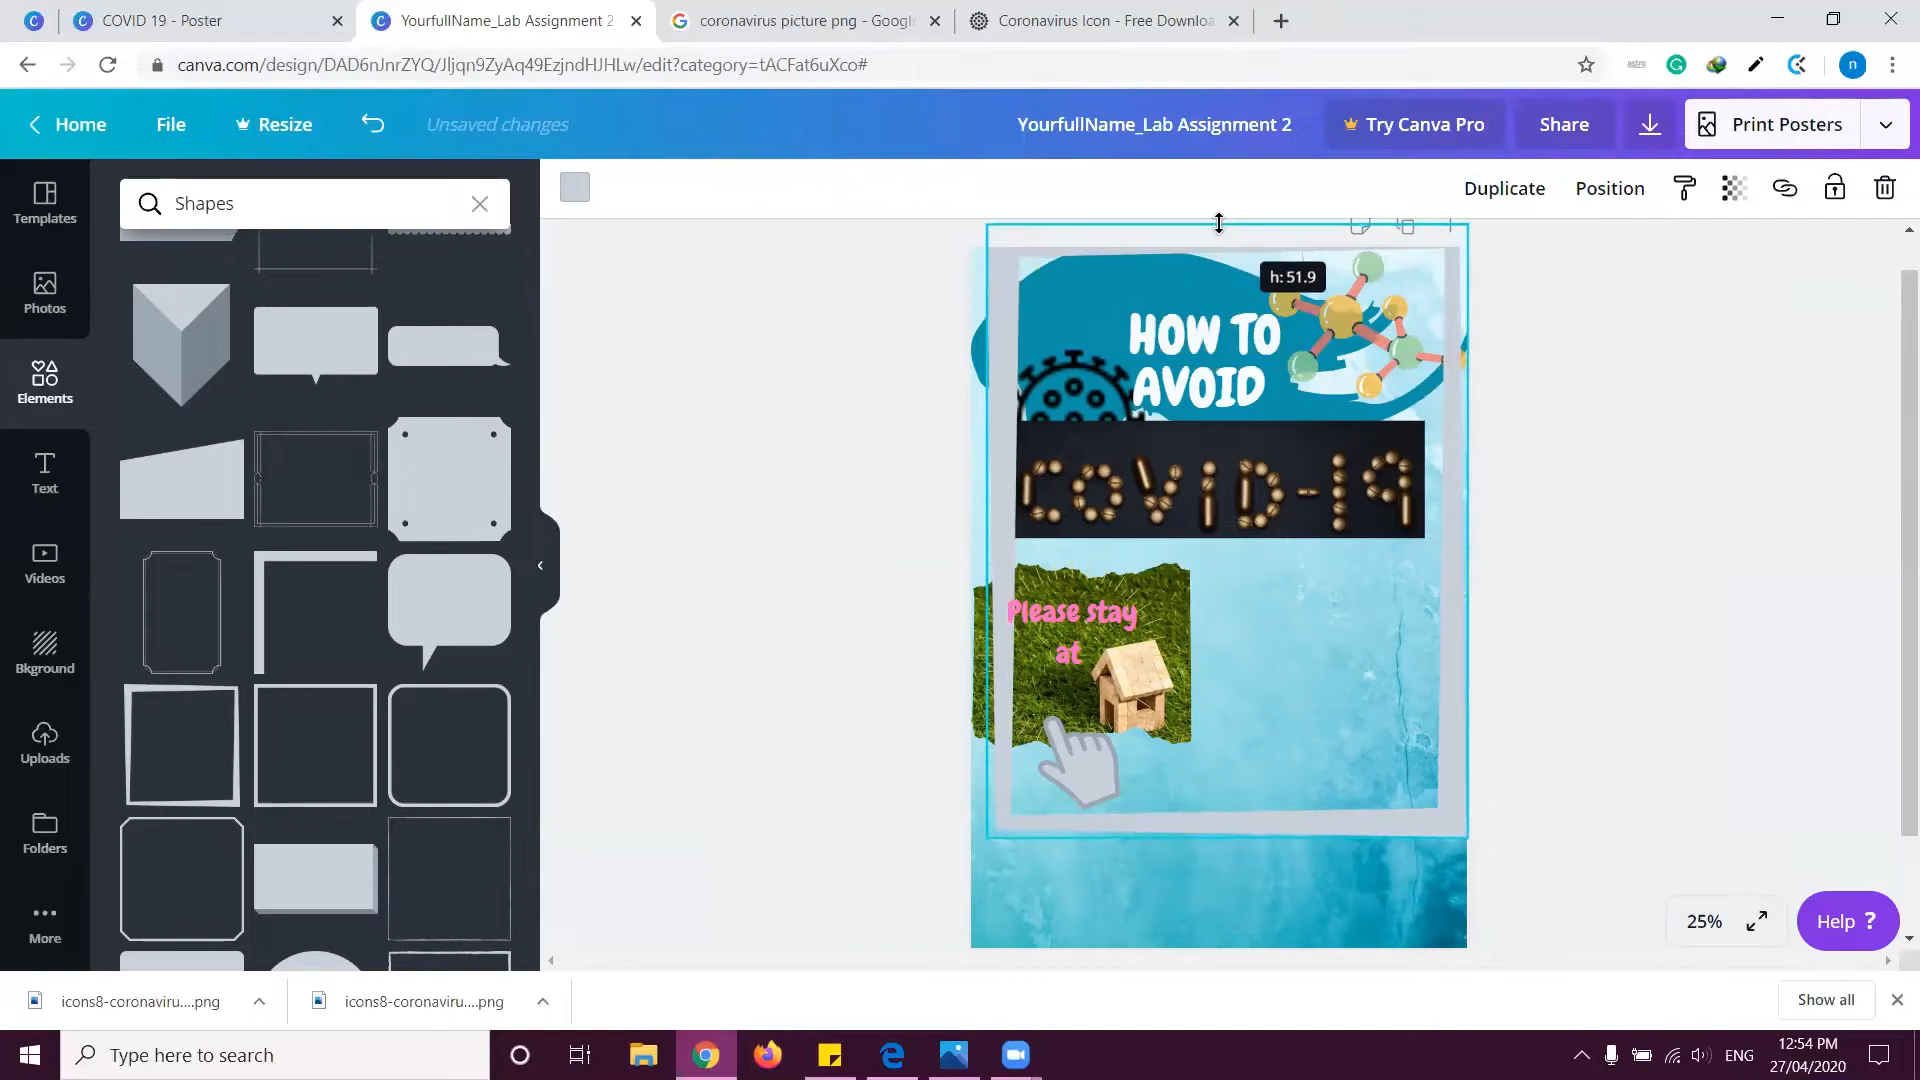 COVID 19 - Poster
YourfullName_Lab Assignment 2
coronavirus picture png - Googl
Coronavirus Icon - Free Downloa
canva.com/design/DAD6nJnrZYQ/Jljqn9ZyAq49EzjndHJHLw/edit?category=tACFat6uXco#
astro
n
Home
File
Resize
Unsaved changes
YourfullName_Lab Assignment 2
Try Canva Pro
Share
Print Posters
Shapes
Duplicate
Position
Templates
Photos
Elements
Text
Videos
Bkground
Uploads
Folders
More
h: 51.9
HOW TO
AVOID
COVID-19
Please stay
at
25%
Help ?
icons8-coronaviru....png
icons8-coronaviru....png
Show all
Type here to search
ENG
12:54 PM
27/04/2020